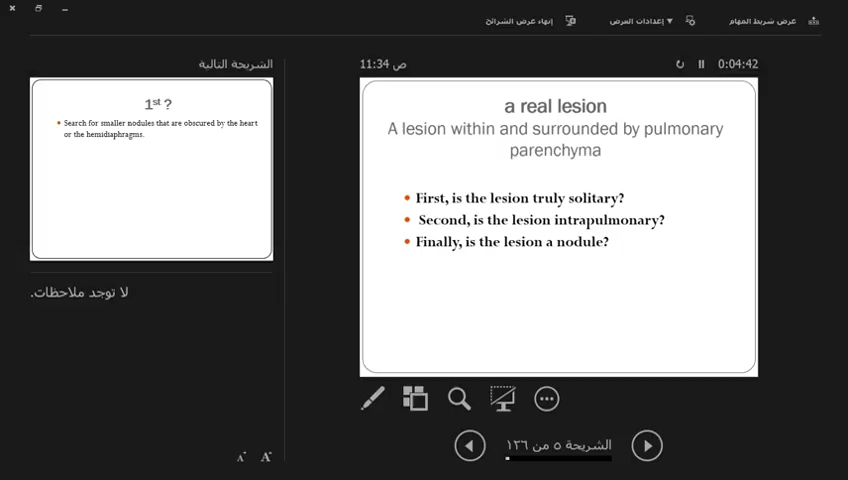 عرض شريط المهام
إعدادات العرض ▼
إنهاء عرض الشرائح
الشريحة التالية
1st ?
• Search for smaller nodules that are obscured by the heart
or the hemidiaphragms.
لا توجد ملاحظات.
0:04:42
11:34 ص
a real lesion
A lesion within and surrounded by pulmonary
parenchyma
• First, is the lesion truly solitary?
• Second, is the lesion intrapulmonary?
• Finally, is the lesion a nodule?
الشريحة ٥ من ١٣٦
A A